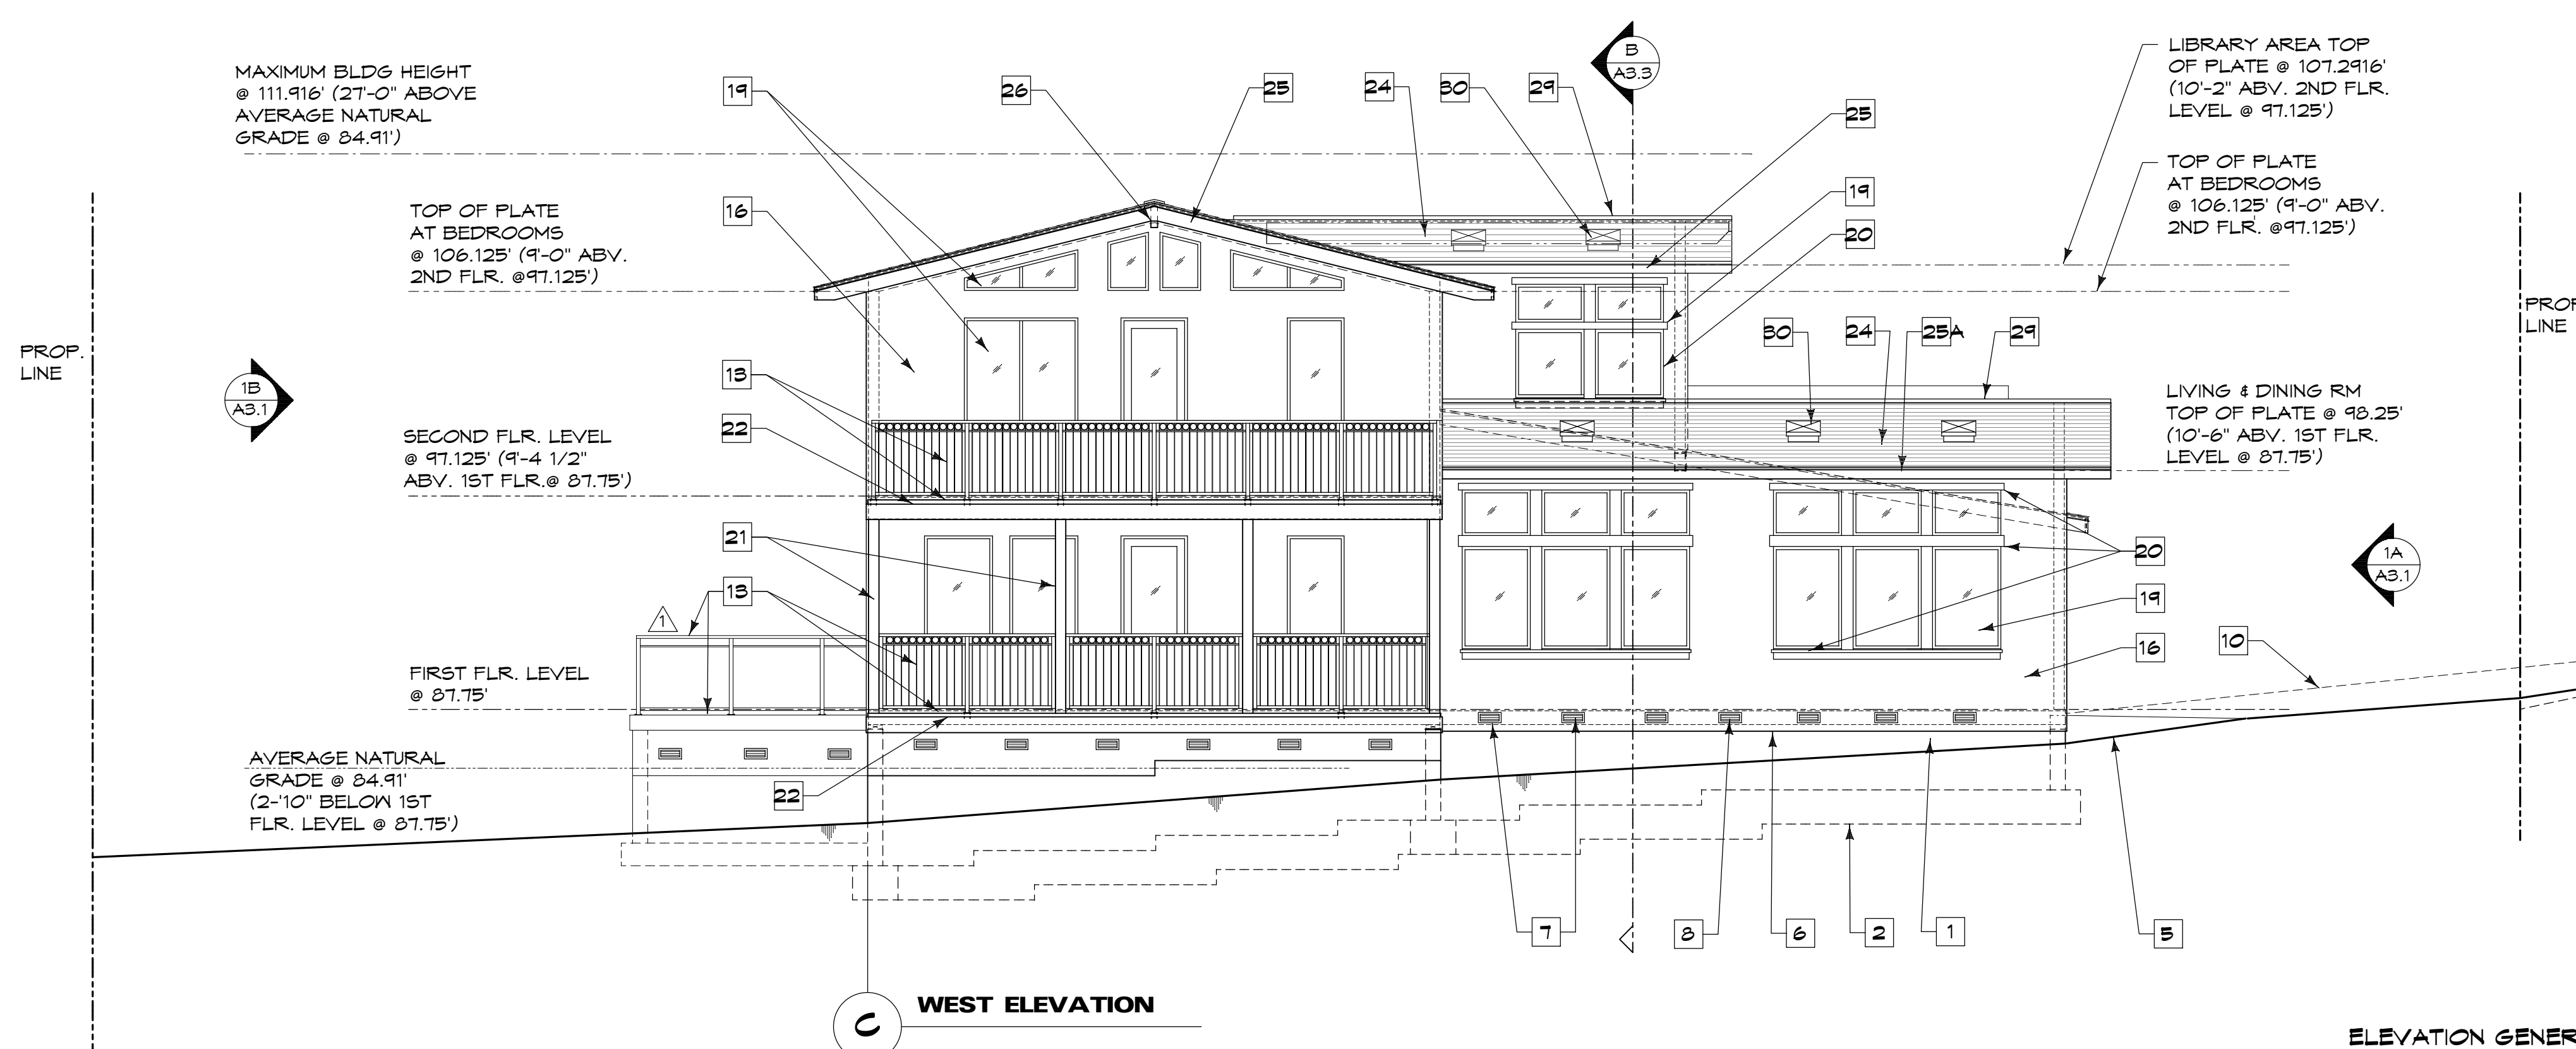 MAXIMUM BLDG HEIGHT
@ 111.916' (27'-0" ABOVE
AVERAGE NATURAL
GRADE @ 84.91')
19
26
25
24
30
29
B
A3.3
25
LIBRARY AREA TOP
OF PLATE @ 107.2916'
(10'-2" ABV. 2ND FLR.
LEVEL @ 97.125')
TOP OF PLATE
AT BEDROOMS
@ 106.125' (9'-0" ABV.
2ND FLR. @97.125')
16
19
20
TOP OF PLATE
AT BEDROOMS
@ 106.125' (9'-0" ABV.
2ND FLR. @97.125')
PROP.
LINE
1B
A3.1
13
22
30
24
25A
29
LINE
LIVING & DINING RM
TOP OF PLATE @ 98.25'
(10'-6" ABV. 1ST FLR.
LEVEL @ 87.75')
SECOND FLR. LEVEL
@ 97.125' (9'-4 1/2"
ABV. 1ST FLR.@ 87.75')
21
13
1
20
19
16
10
1A
A3.1
FIRST FLR. LEVEL
@ 87.75'
AVERAGE NATURAL
GRADE @ 84.91'
(2-'10" BELOW 1ST
FLR. LEVEL @ 87.75')
22
7
8
6
2
1
5
C
WEST ELEVATION
ELEVATION